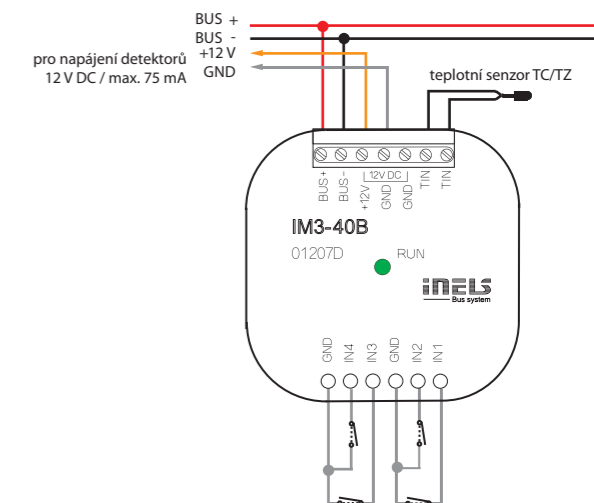 BUS +
BUS -
+12 V
GND
pro napájení detektorů
12 V DC / max. 75 mA
teplotní senzor TC/TZ
12V DC
BUS+
BUS-
+12V
GND
GND
TIN
TIN
IM3-40B
01207D
RUN
iNELS
Bus system
GND
IN4
IN3
GND
IN2
IN1